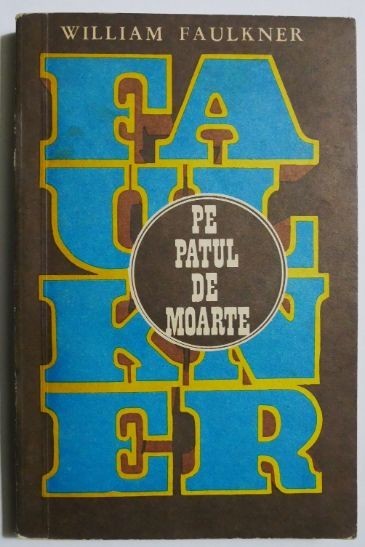 WILLIAM FAULKNER
FA
UL
KN
ER
PE
PATUL
DE
MOARTE